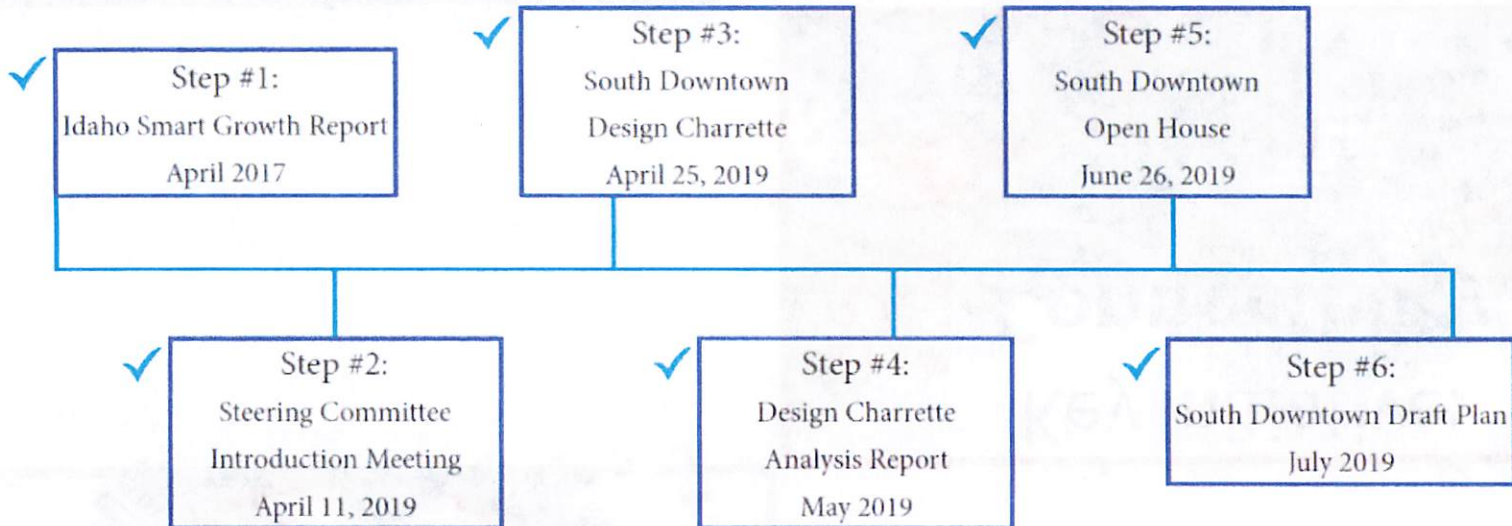 Step #1:
Idaho Smart Growth Report
April 2017
Step #2:
Steering Committee
Introduction Meeting
April 11, 2019
Step #3:
South Downtown
Design Charrette
April 25, 2019
Step #4:
Design Charrette
Analysis Report
May 2019
Step #5:
South Downtown
Open House
June 26, 2019
Step #6:
South Downtown Draft Plan
July 2019